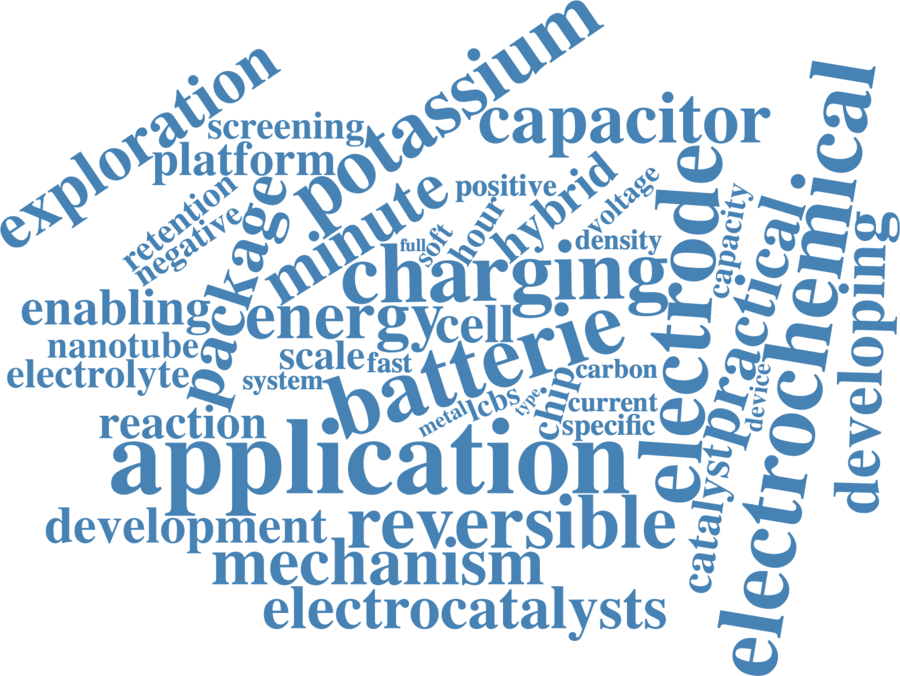 exploration
potassium
screening
capacitor
platform
electrochemical
retention
negative
package
minute
positive
hybrid
voltage
electrode
capacity
practical
developing
full
soft
hour
density
charging
enabling
energy
cell
batterie
nanotube
scale
fast
electrolyte
system
carbon
chip
device
metal
lcbs
type
current
reaction
specific
application
catalyst
development
reversible
mechanism
electrocatalysts